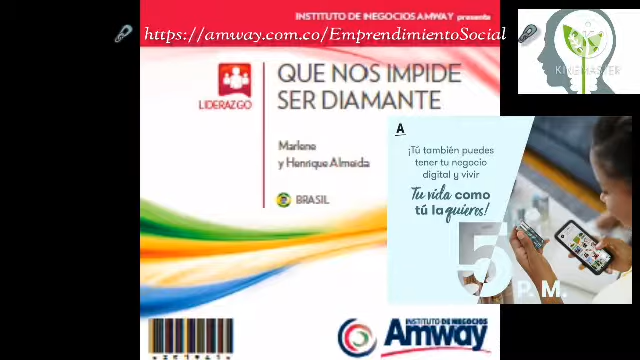 INSTITUTO DE NEGOCIOS AMWAY presenta
https://amway.com.co/EmprendimientoSocial
KINEMASTER
LIDERAZGO
QUE NOS IMPIDE
SER DIAMANTE
Marlene
y Henrique Almeida
BRASIL
A
¡Tú también puedes
tener tu negocio
digital y vivir
Tu vida como
tú la quieres!
5 P. M.
INSTITUTO DE NEGOCIOS
Amway